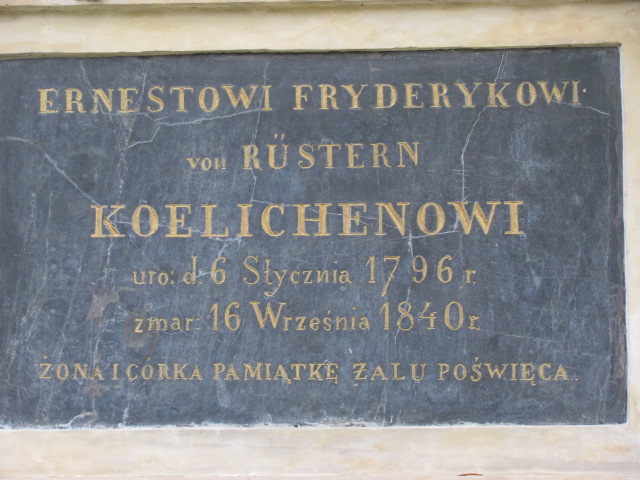 ERNESTOWI FRYDERYKOWI
von RÜSTERN
KOELICHENOWI
uro: d. 6 Stycznia 1796 r.
zmar: 16 Września 1840 r.
ŻONA I CÓRKA PAMIĄTKĘ ŻALU POŚWIĘCA.